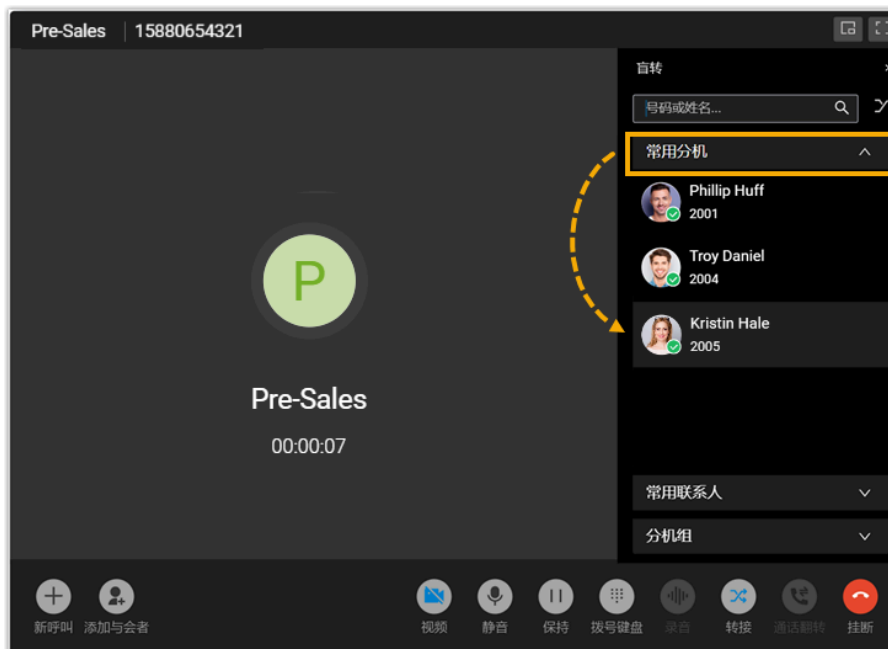 Pre-Sales 15880654321
盲转
号码或姓名...
常用分机
Phillip Huff
2001
Troy Daniel
2004
Kristin Hale
2005
P
Pre-Sales
00:00:07
常用联系人
分机组
新呼叫 添加与会者 视频 静音 保持 拨号键盘 录音 转接 通话翻转 挂断